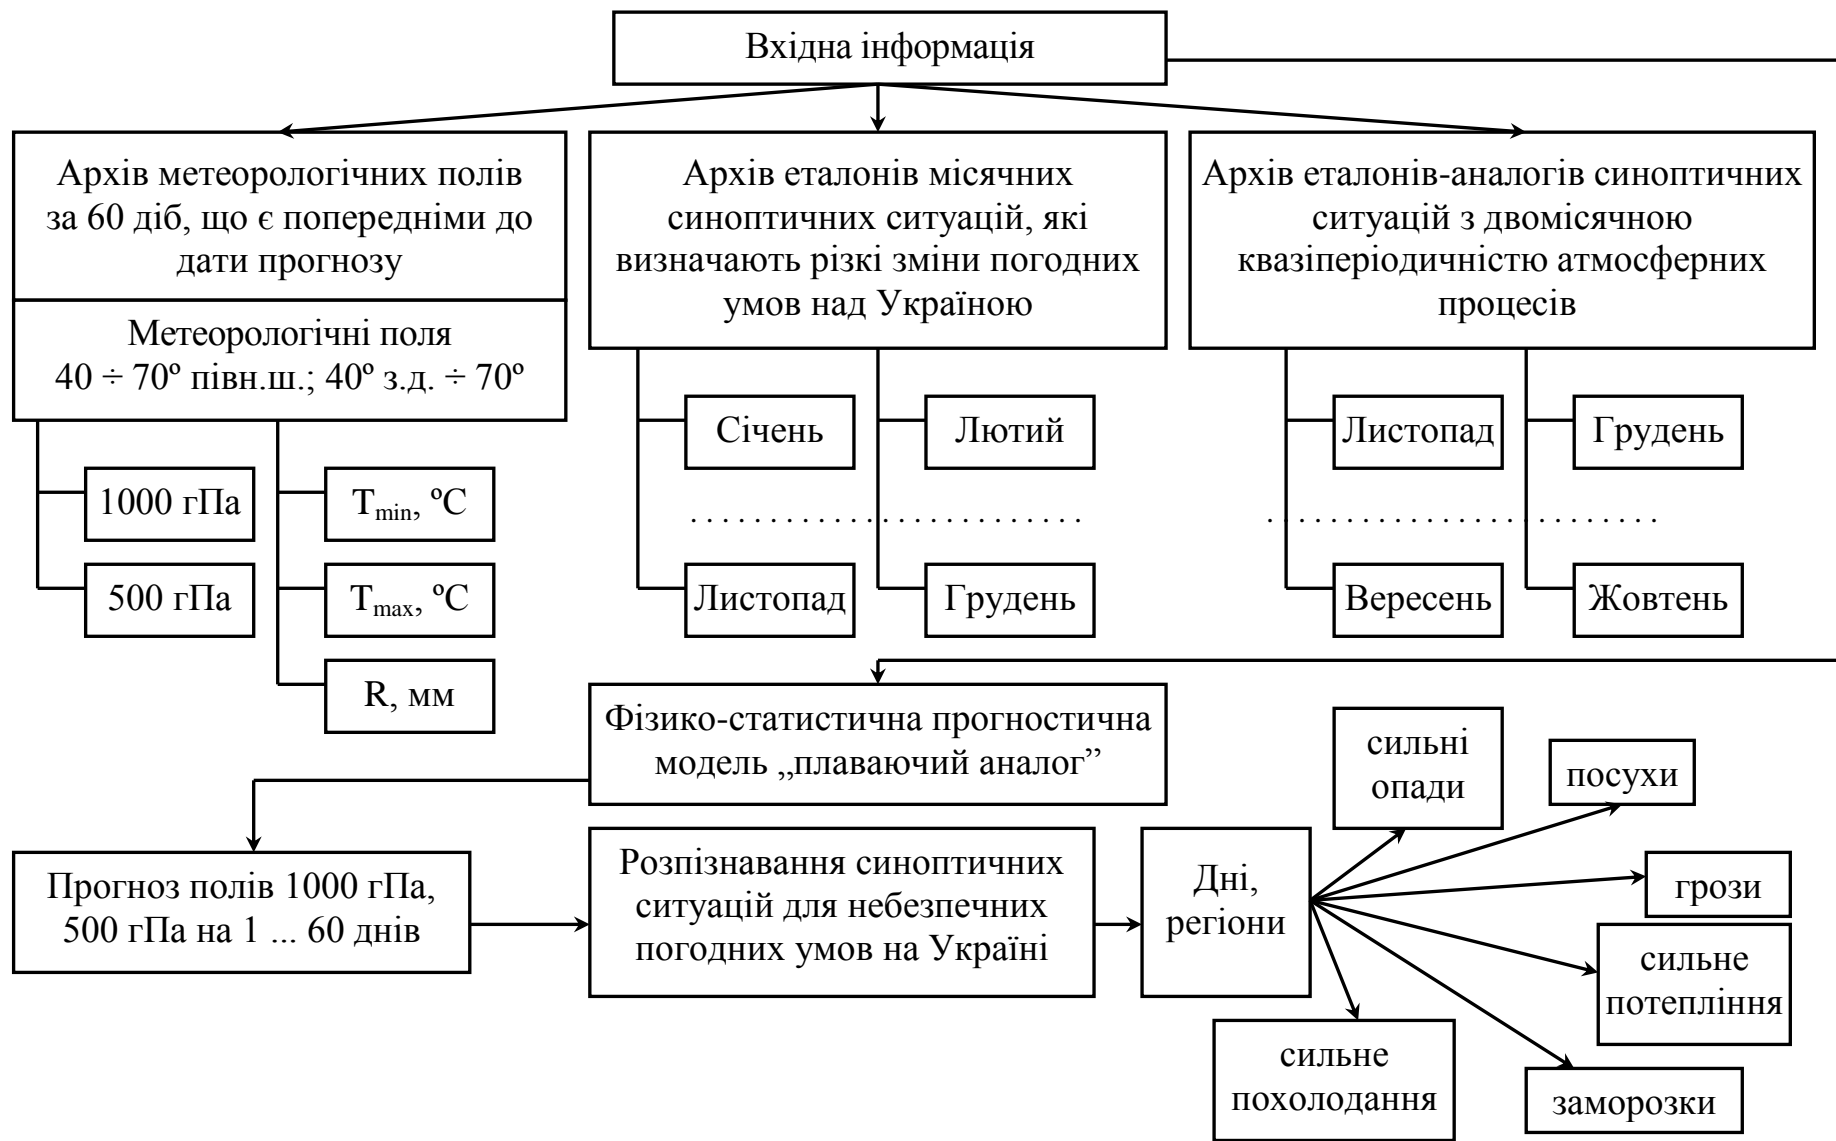 Вхідна інформація
Архів метеорологічних полів
за 60 діб, що є попередніми до
дати прогнозу
Метеорологічні поля
40 ÷ 70º півн.ш.; 40º з.д. ÷ 70º
1000 гПа
500 гПа
Tmin, ºC
Tmax, ºC
R, мм
Архів еталонів місячних
синоптичних ситуацій, які
визначають різкі зміни погодних
умов над Україною
Січень
Лютий
. . . . . . . . . . . . . . . . . . . . . . . . .
Листопад
Грудень
Архів еталонів-аналогів синоптичних
ситуацій з двомісячною
квазіперіодичністю атмосферних
процесів
Листопад
Грудень
. . . . . . . . . . . . . . . . . . . . . . . . .
Вересень
Жовтень
Фізико-статистична прогностична
модель „плаваючий аналог”
Прогноз полів 1000 гПа,
500 гПа на 1 ... 60 днів
Розпізнавання синоптичних
ситуацій для небезпечних
погодних умов на Україні
Дні,
регіони
сильні
опади
посухи
грози
сильне
потепління
заморозки
сильне
похолодання